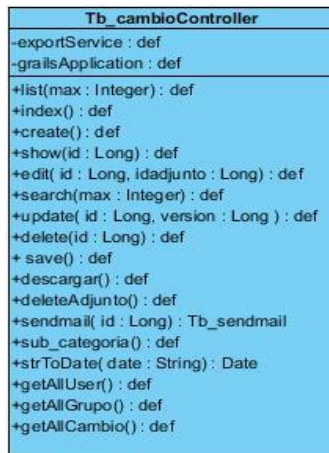 Tb_cambioController
-exportService : def
-grailsApplication : def
+list(max : Integer) : def
+index() : def
+create() : def
+show(id : Long) : def
+edit( id : Long, idadjunto : Long) : def
+search(max : Integer) : def
+update( id : Long, version : Long ) : def
+delete(id : Long) : def
+ save() : def
+descargar() : def
+deleteAdjunto() : def
+sendmail( id : Long) : Tb_sendmail
+sub_categoria() : def
+strToDate( date : String) : Date
+getAllUser() : def
+getAllGrupo() : def
+getAllCambio() : def